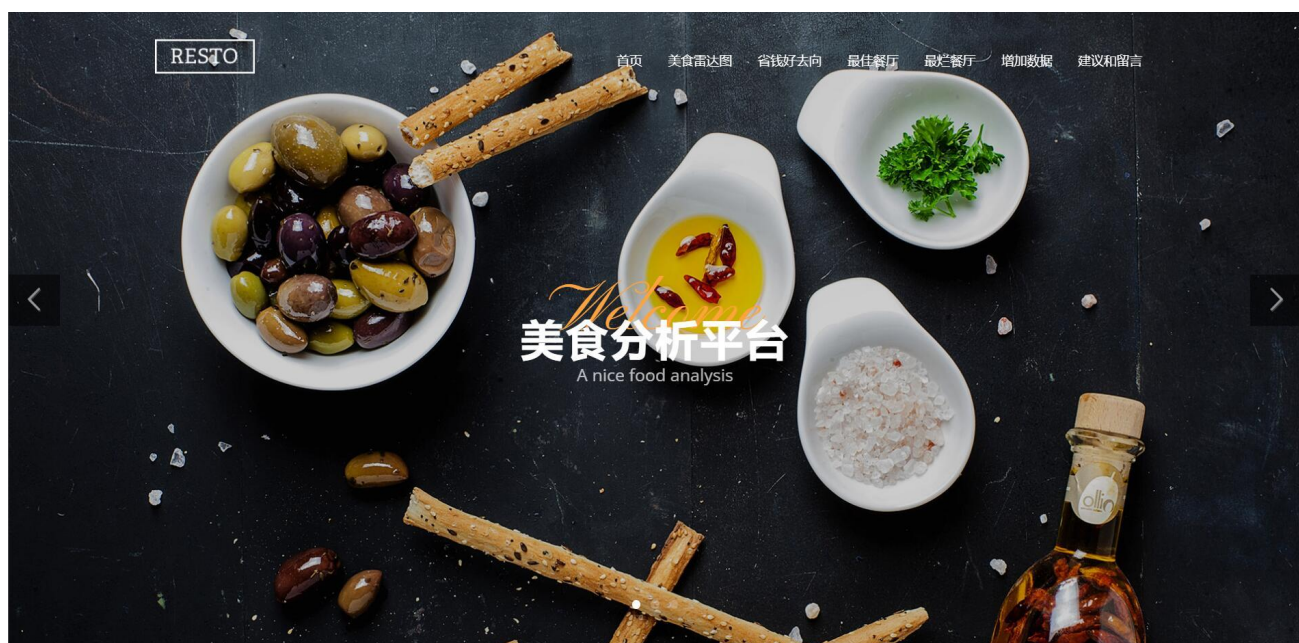 RESTO
首页 美食雷达图 省钱好去向 最佳餐厅 最烂餐厅 增加数据 建议和留言
Welcome
美食分析平台
A nice food analysis